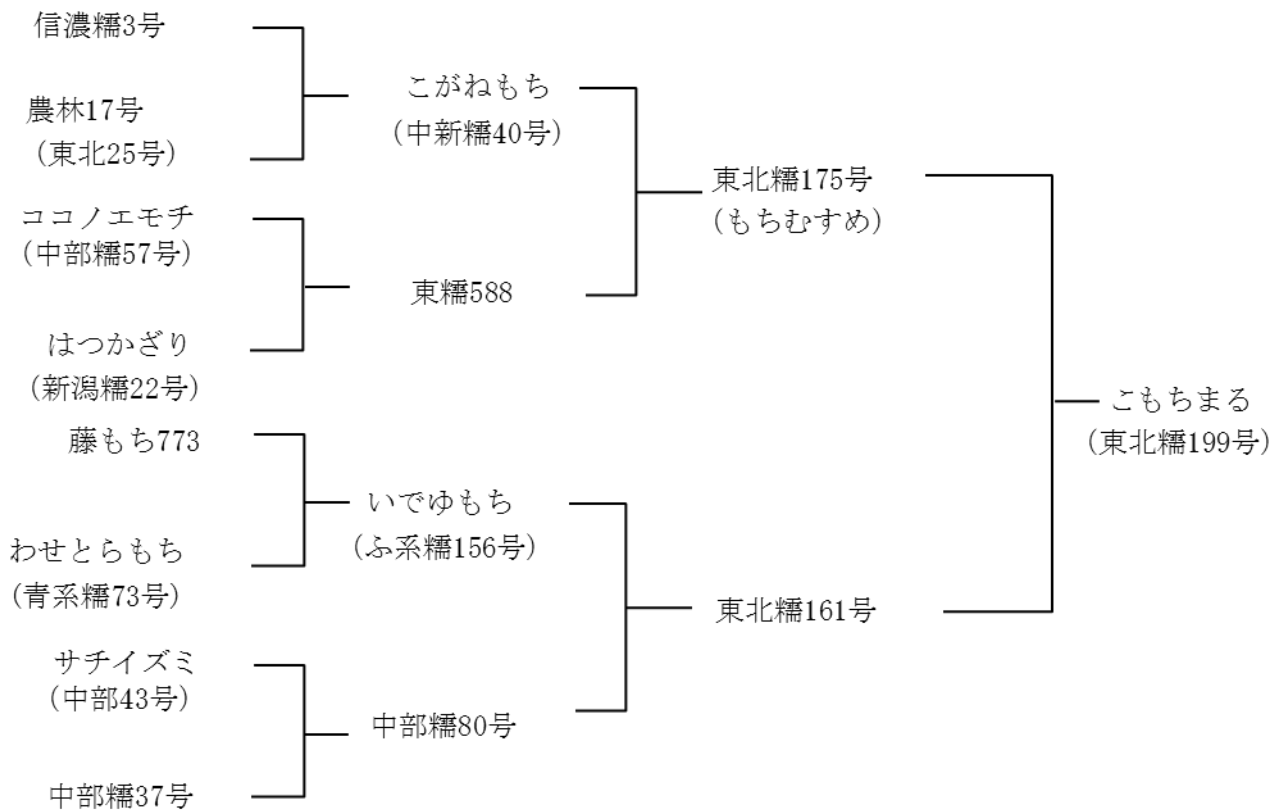 信濃糯3号
農林17号
(東北25号)
こがねもち
(中新糯40号)
ココノエモチ
(中部糯57号)
はつかざり
(新潟糯22号)
東糯588
東北糯175号
(もちむすめ)
藤もち773
わせとらもち
(青系糯73号)
いでゆもち
(ふ系糯156号)
サチイズミ
(中部43号)
中部糯37号
中部糯80号
東北糯161号
こもちまる
(東北糯199号)